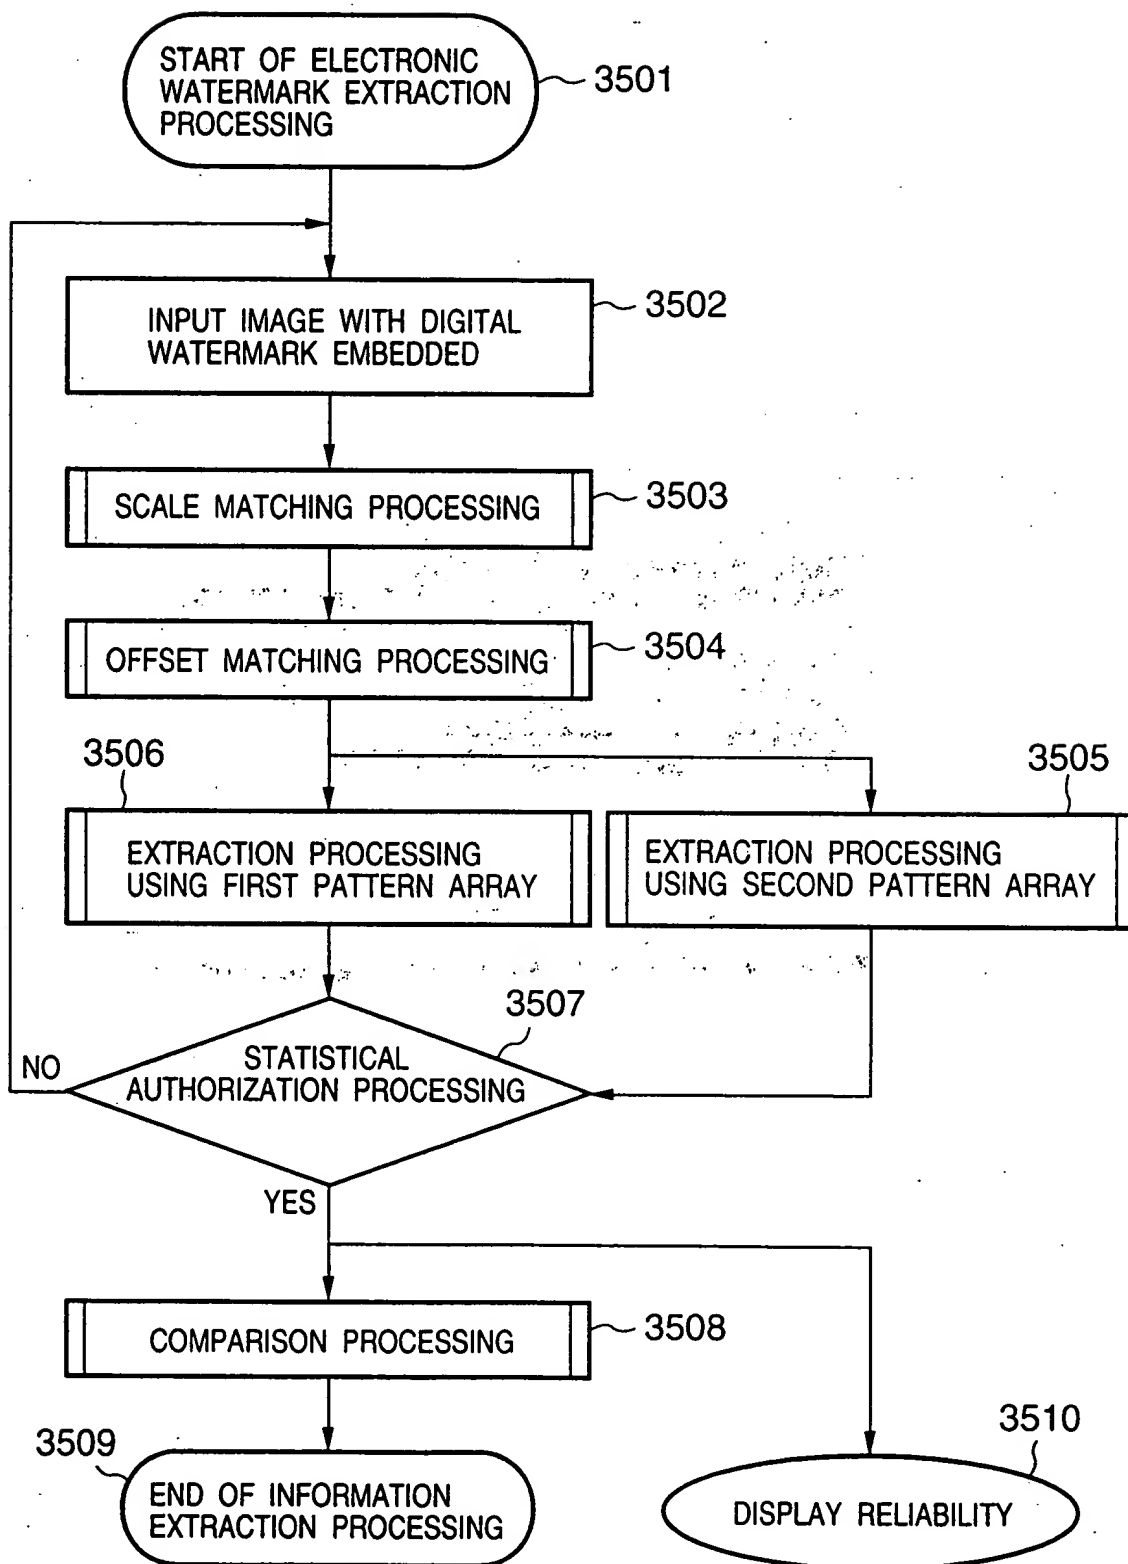 START OF ELECTRONIC
WATERMARK EXTRACTION
PROCESSING
3501
INPUT IMAGE WITH DIGITAL
WATERMARK EMBEDDED
3502
SCALE MATCHING PROCESSING
3503
OFFSET MATCHING PROCESSING
3504
3506
EXTRACTION PROCESSING
USING FIRST PATTERN ARRAY
3505
EXTRACTION PROCESSING
USING SECOND PATTERN ARRAY
3507
STATISTICAL
AUTHORIZATION PROCESSING
NO
YES
COMPARISON PROCESSING
3508
3509
END OF INFORMATION
EXTRACTION PROCESSING
3510
DISPLAY RELIABILITY